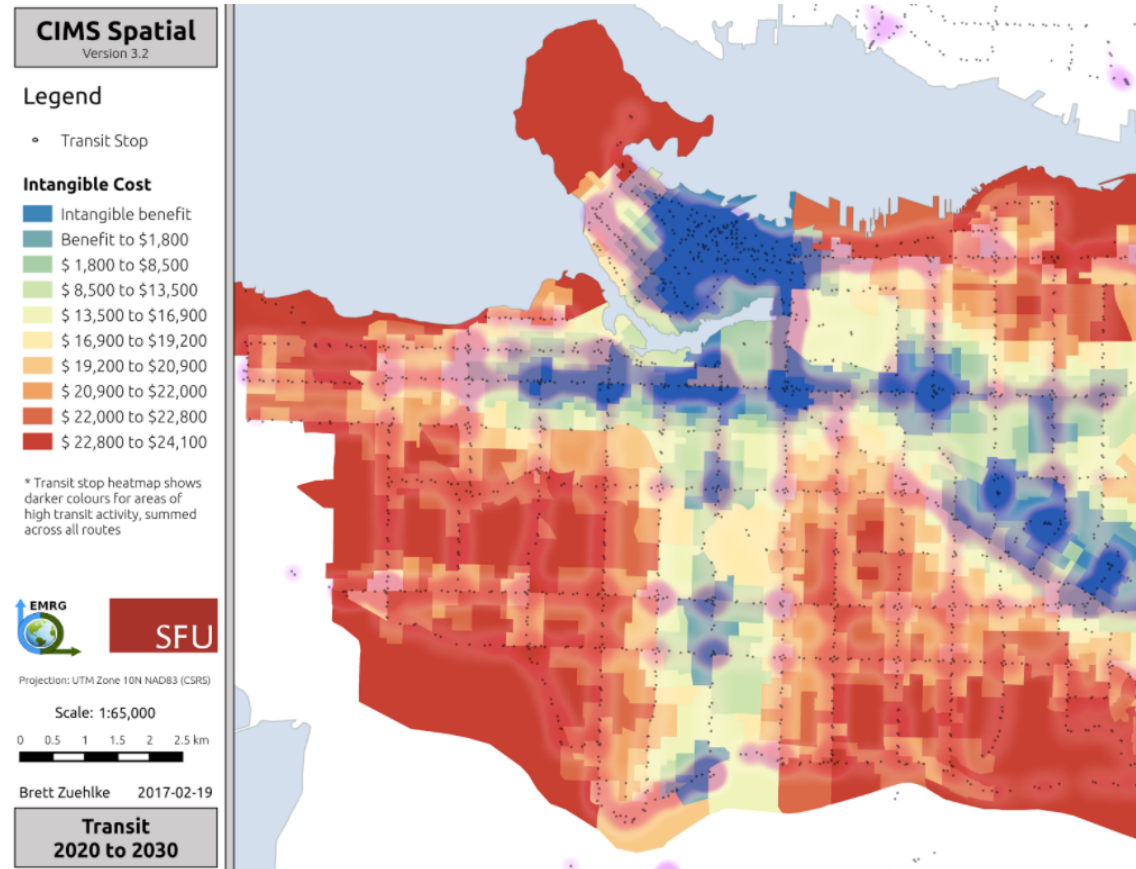 CIMS Spatial
Version 3.2
Legend
Transit Stop
Intangible Cost
Intangible benefit
Benefit to $1,800
$ 1,800 to $8,500
$ 8,500 to $13,500
$ 13,500 to $16,900
$ 16,900 to $19,200
$ 19,200 to $20,900
$ 20,900 to $22,000
$ 22,000 to $22,800
$ 22,800 to $24,100
* Transit stop heatmap shows
darker colours for areas of
high transit activity, summed
across all routes
EMRG
SFU
Projection: UTM Zone 10N NAD83 (CSRS)
Scale: 1:65,000
0 0.5 1 1.5 2 2.5 km
Brett Zuehlke 2017-02-19
Transit
2020 to 2030